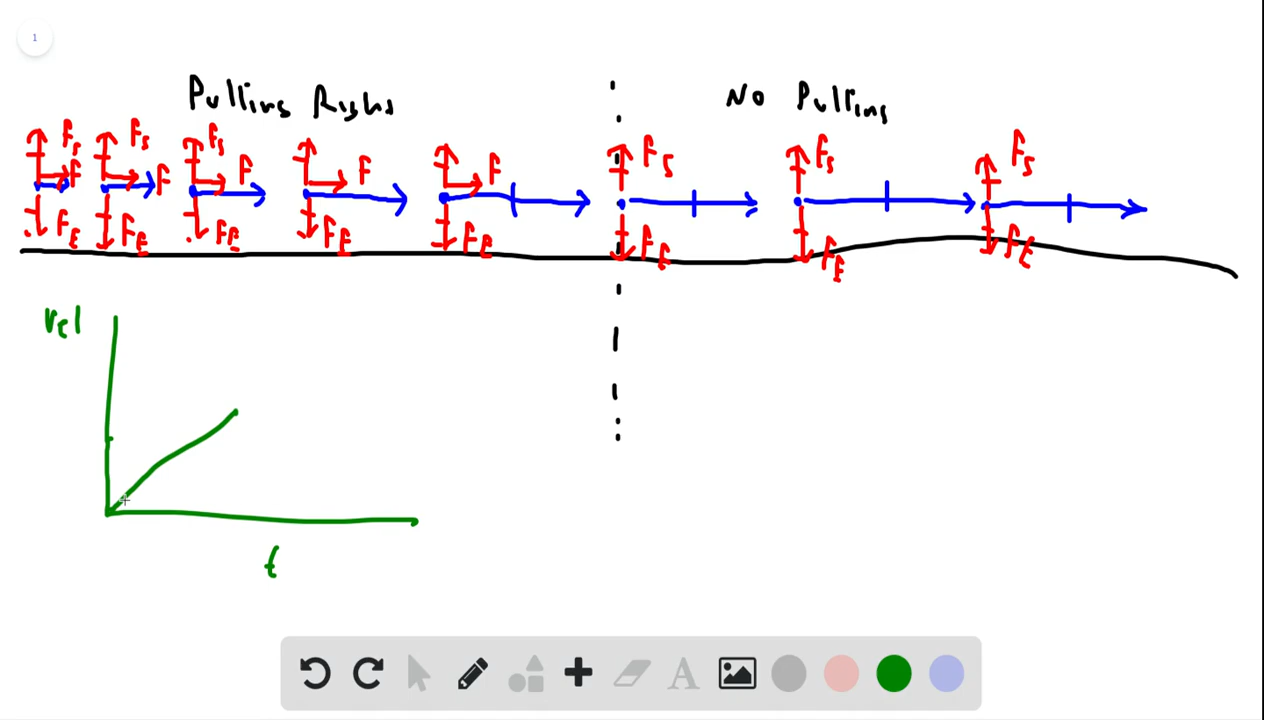 1
Pulling Right
No Pulling
Fs Fs Fs Fs Fs Fs
F F F F F
FE FE FE FE FE FE FE FE
vel
t
A